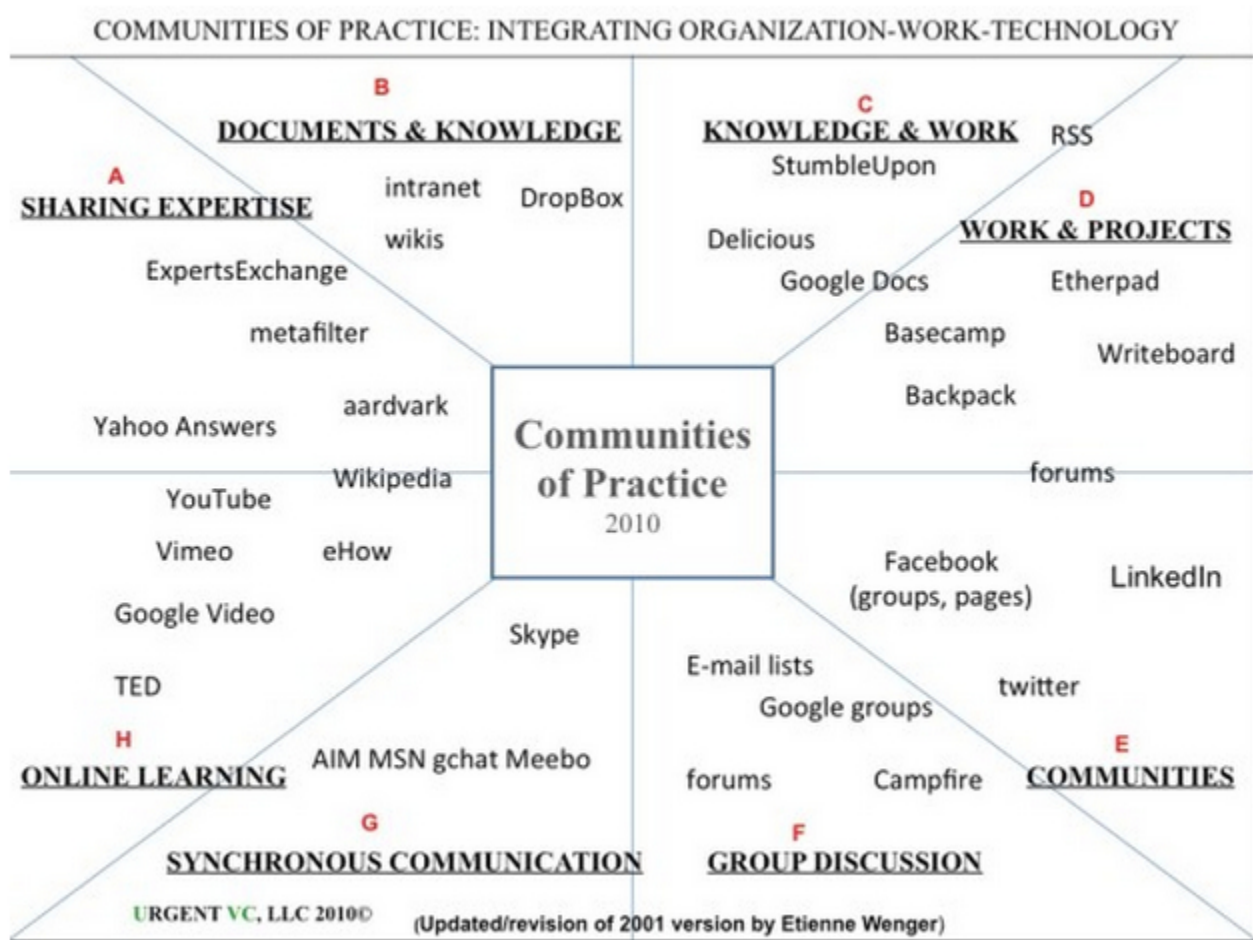 COMMUNITIES OF PRACTICE: INTEGRATING ORGANIZATION-WORK-TECHNOLOGY
A
SHARING EXPERTISE
ExpertsExchange
metafilter
aardvark
Yahoo Answers
Wikipedia
B
DOCUMENTS & KNOWLEDGE
intranet
DropBox
wikis
C
KNOWLEDGE & WORK
StumbleUpon
RSS
Delicious
Google Docs
D
WORK & PROJECTS
Etherpad
Basecamp
Writeboard
Backpack
forums
Communities
of Practice
2010
Facebook
(groups, pages)
LinkedIn
twitter
E
COMMUNITIES
E-mail lists
Google groups
forums
Campfire
F
GROUP DISCUSSION
Skype
AIM MSN gchat Meebo
G
SYNCHRONOUS COMMUNICATION
YouTube
Vimeo
eHow
Google Video
TED
H
ONLINE LEARNING
URGENT VC, LLC 2010©
(Updated/revision of 2001 version by Etienne Wenger)